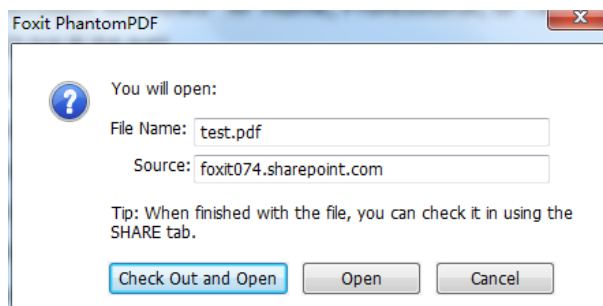 Foxit PhantomPDF
You will open:
File Name: test.pdf
Source: foxit074.sharepoint.com
Tip: When finished with the file, you can check it in using the
SHARE tab.
Check Out and Open Open Cancel